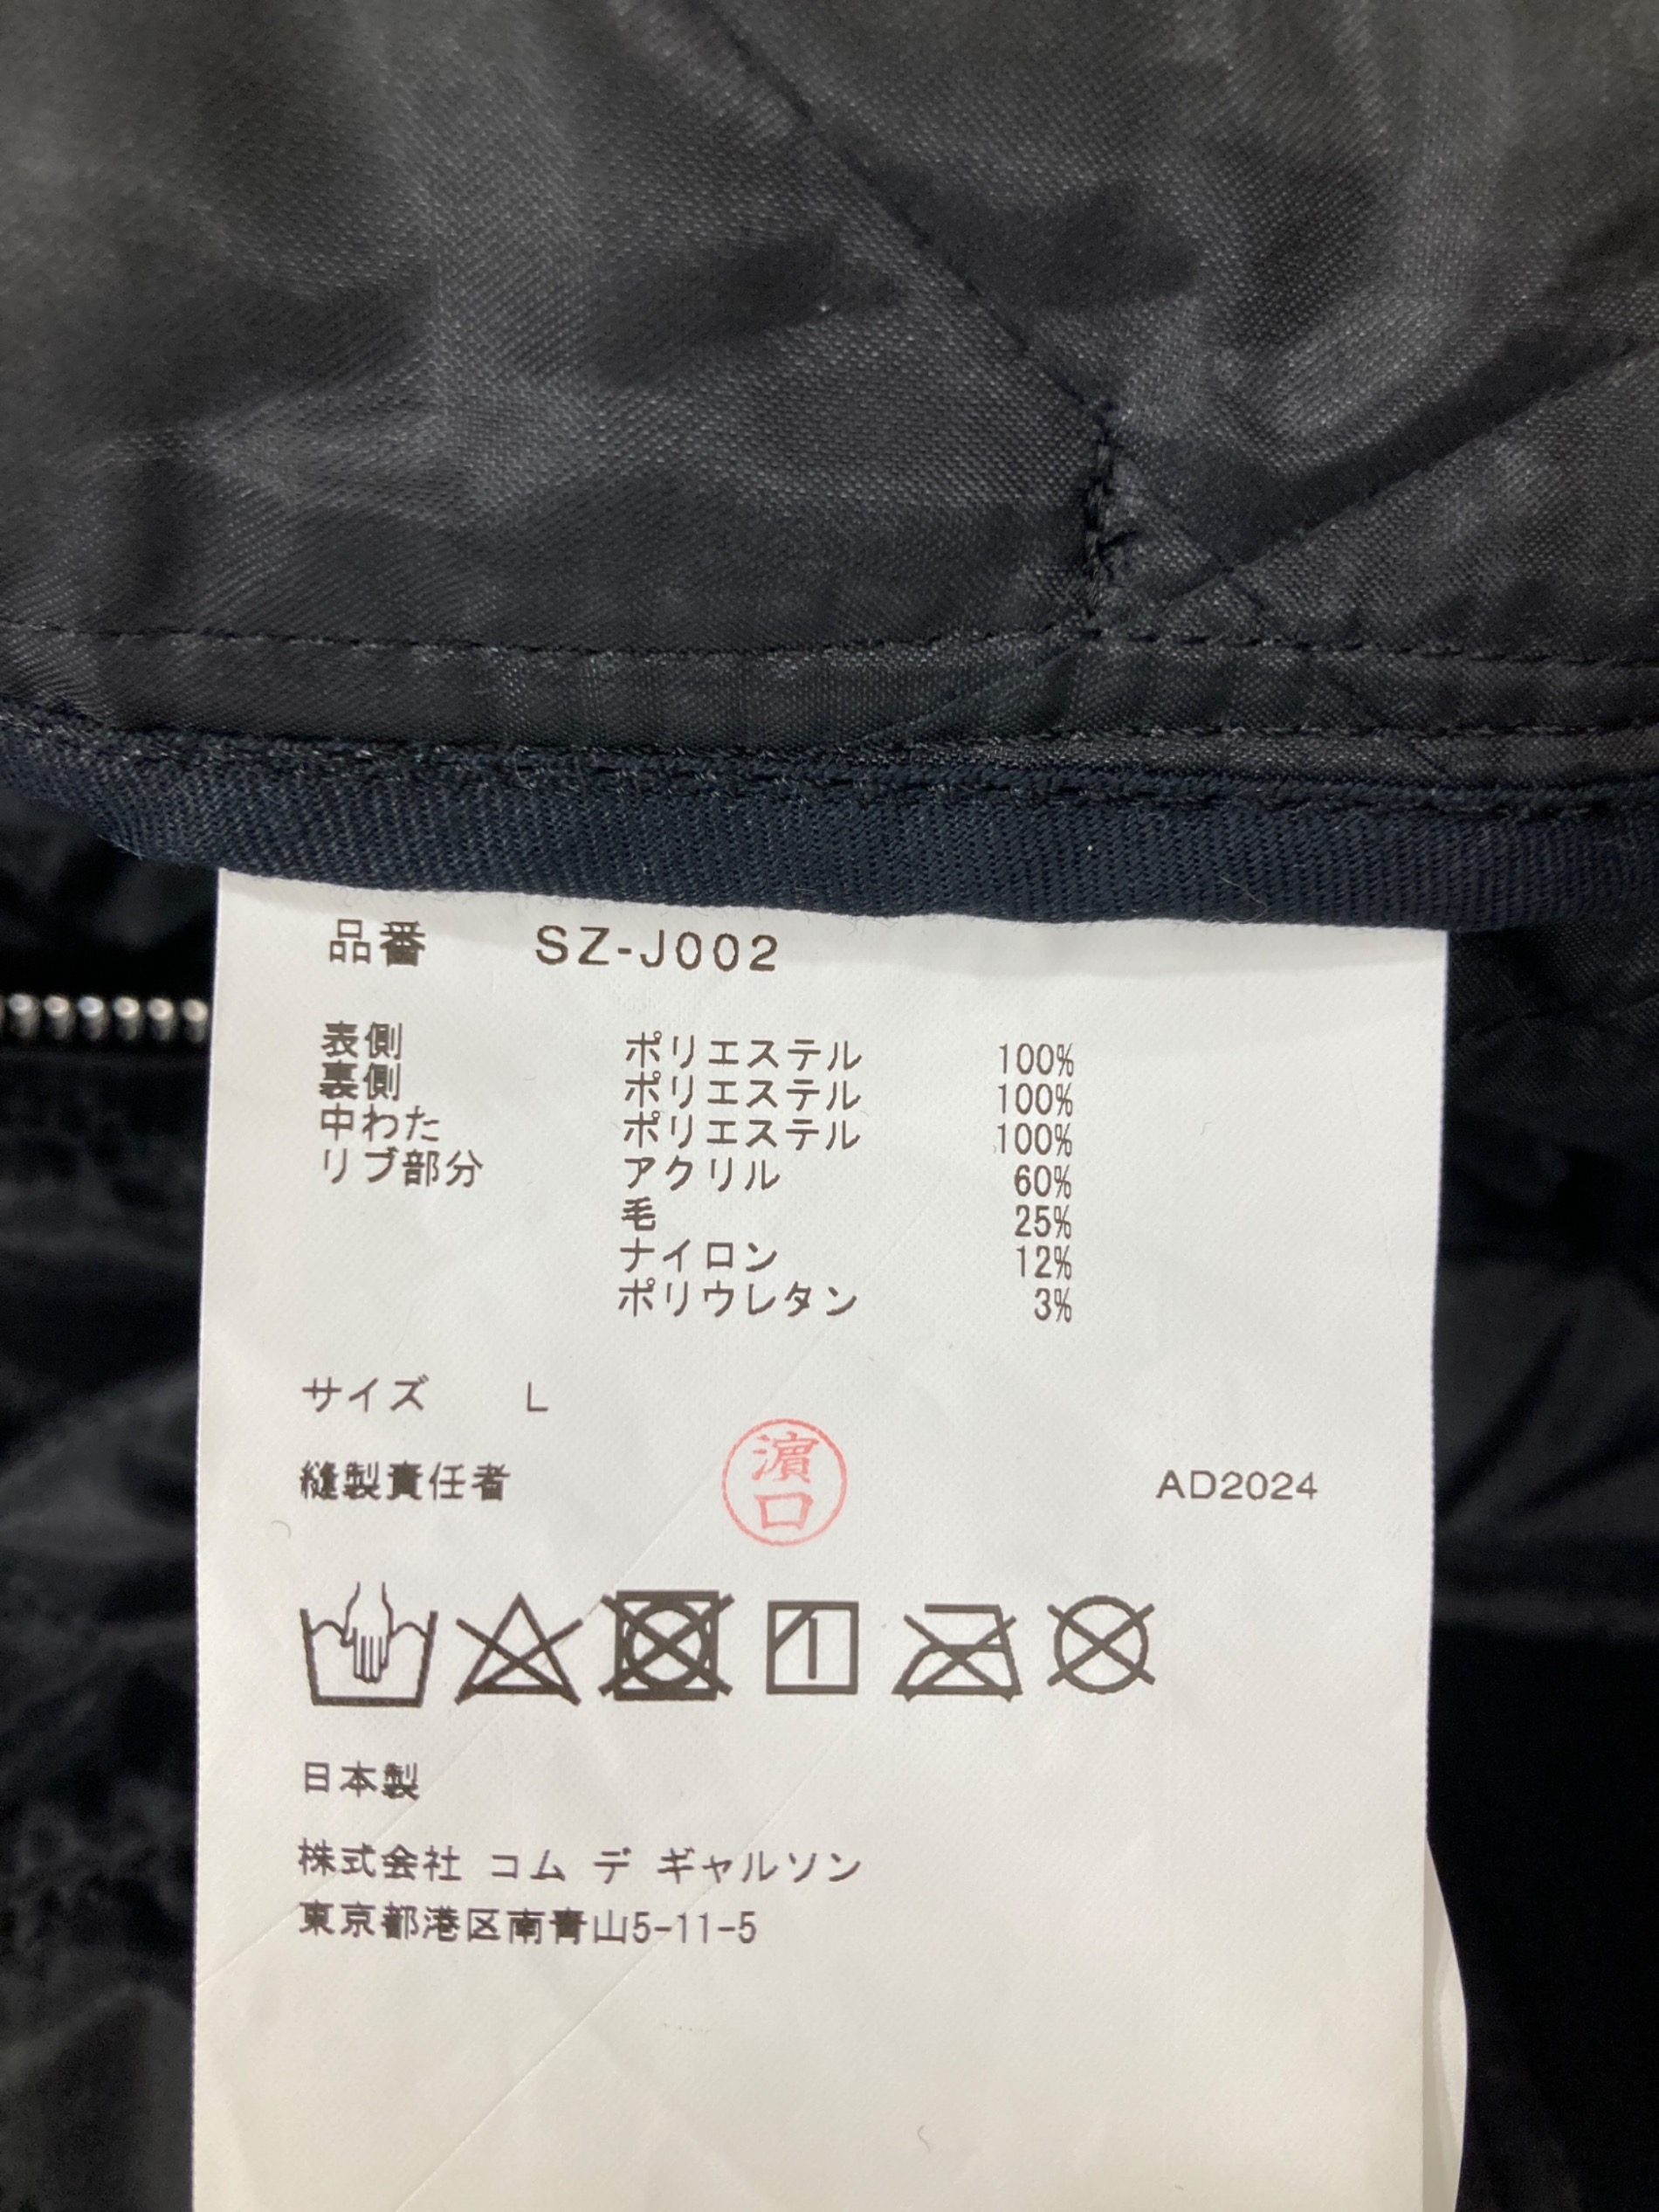 品番 SZ-J002
表側 ポリエステル 100%
裏側 ポリエステル 100%
中わた ポリエステル 100%
リブ部分 アクリル 60%
毛 25%
ナイロン 12%
ポリウレタン 3%
サイズ L
縫製責任者 濵口 AD2024
日本製
株式会社 コム デ ギャルソン
東京都港区南青山5-11-5